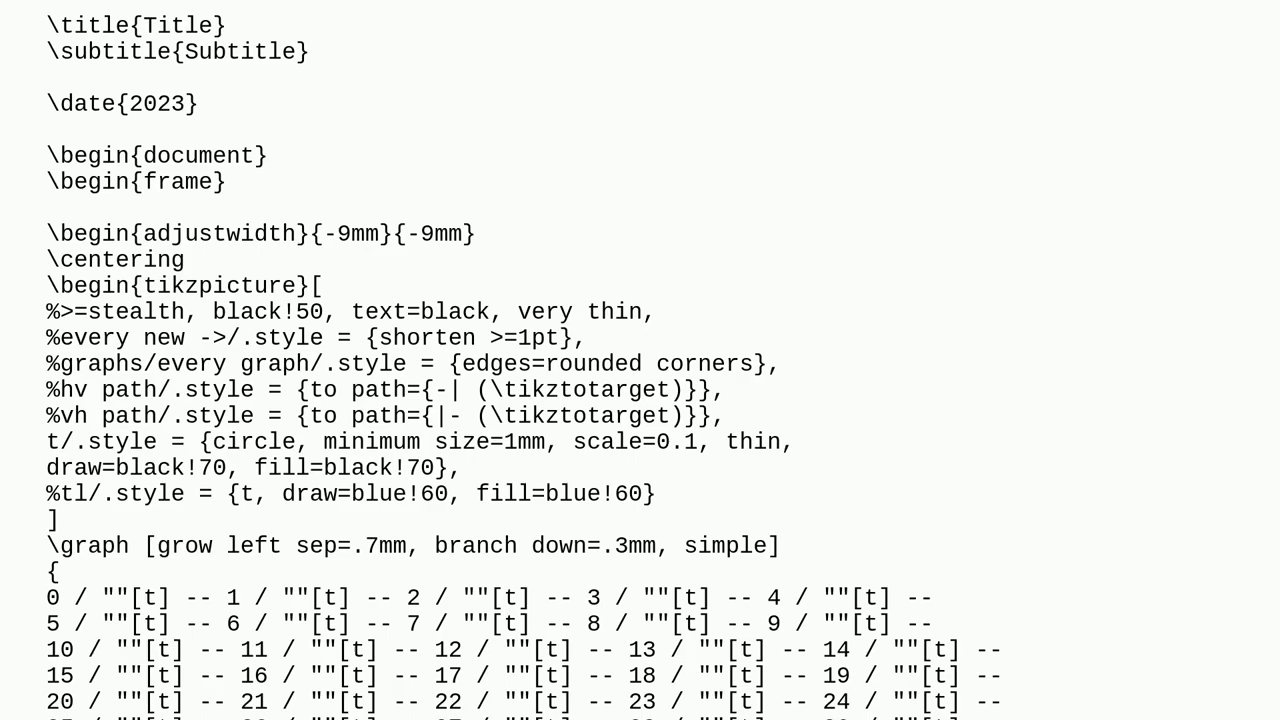 \title{Title}
\subtitle{Subtitle}
\date{2023}
\begin{document}
\begin{frame}
\begin{adjustwidth}{-9mm}{-9mm}
\centering
\begin{tikzpicture}[
%>=stealth, black!50, text=black, very thin,
%every new ->/.style = {shorten >=1pt},
%graphs/every graph/.style = {edges=rounded corners},
%hv path/.style = {to path={-| (\tikztotarget)}},
%vh path/.style = {to path={|- (\tikztotarget)}},
t/.style = {circle, minimum size=1mm, scale=0.1, thin,
draw=black!70, fill=black!70},
%tl/.style = {t, draw=blue!60, fill=blue!60}
]
\graph [grow left sep=.7mm, branch down=.3mm, simple]
{
0 / ""[t] -- 1 / ""[t] -- 2 / ""[t] -- 3 / ""[t] -- 4 / ""[t] --
5 / ""[t] -- 6 / ""[t] -- 7 / ""[t] -- 8 / ""[t] -- 9 / ""[t] --
10 / ""[t] -- 11 / ""[t] -- 12 / ""[t] -- 13 / ""[t] -- 14 / ""[t] --
15 / ""[t] -- 16 / ""[t] -- 17 / ""[t] -- 18 / ""[t] -- 19 / ""[t] --
20 / ""[t] -- 21 / ""[t] -- 22 / ""[t] -- 23 / ""[t] -- 24 / ""[t] --